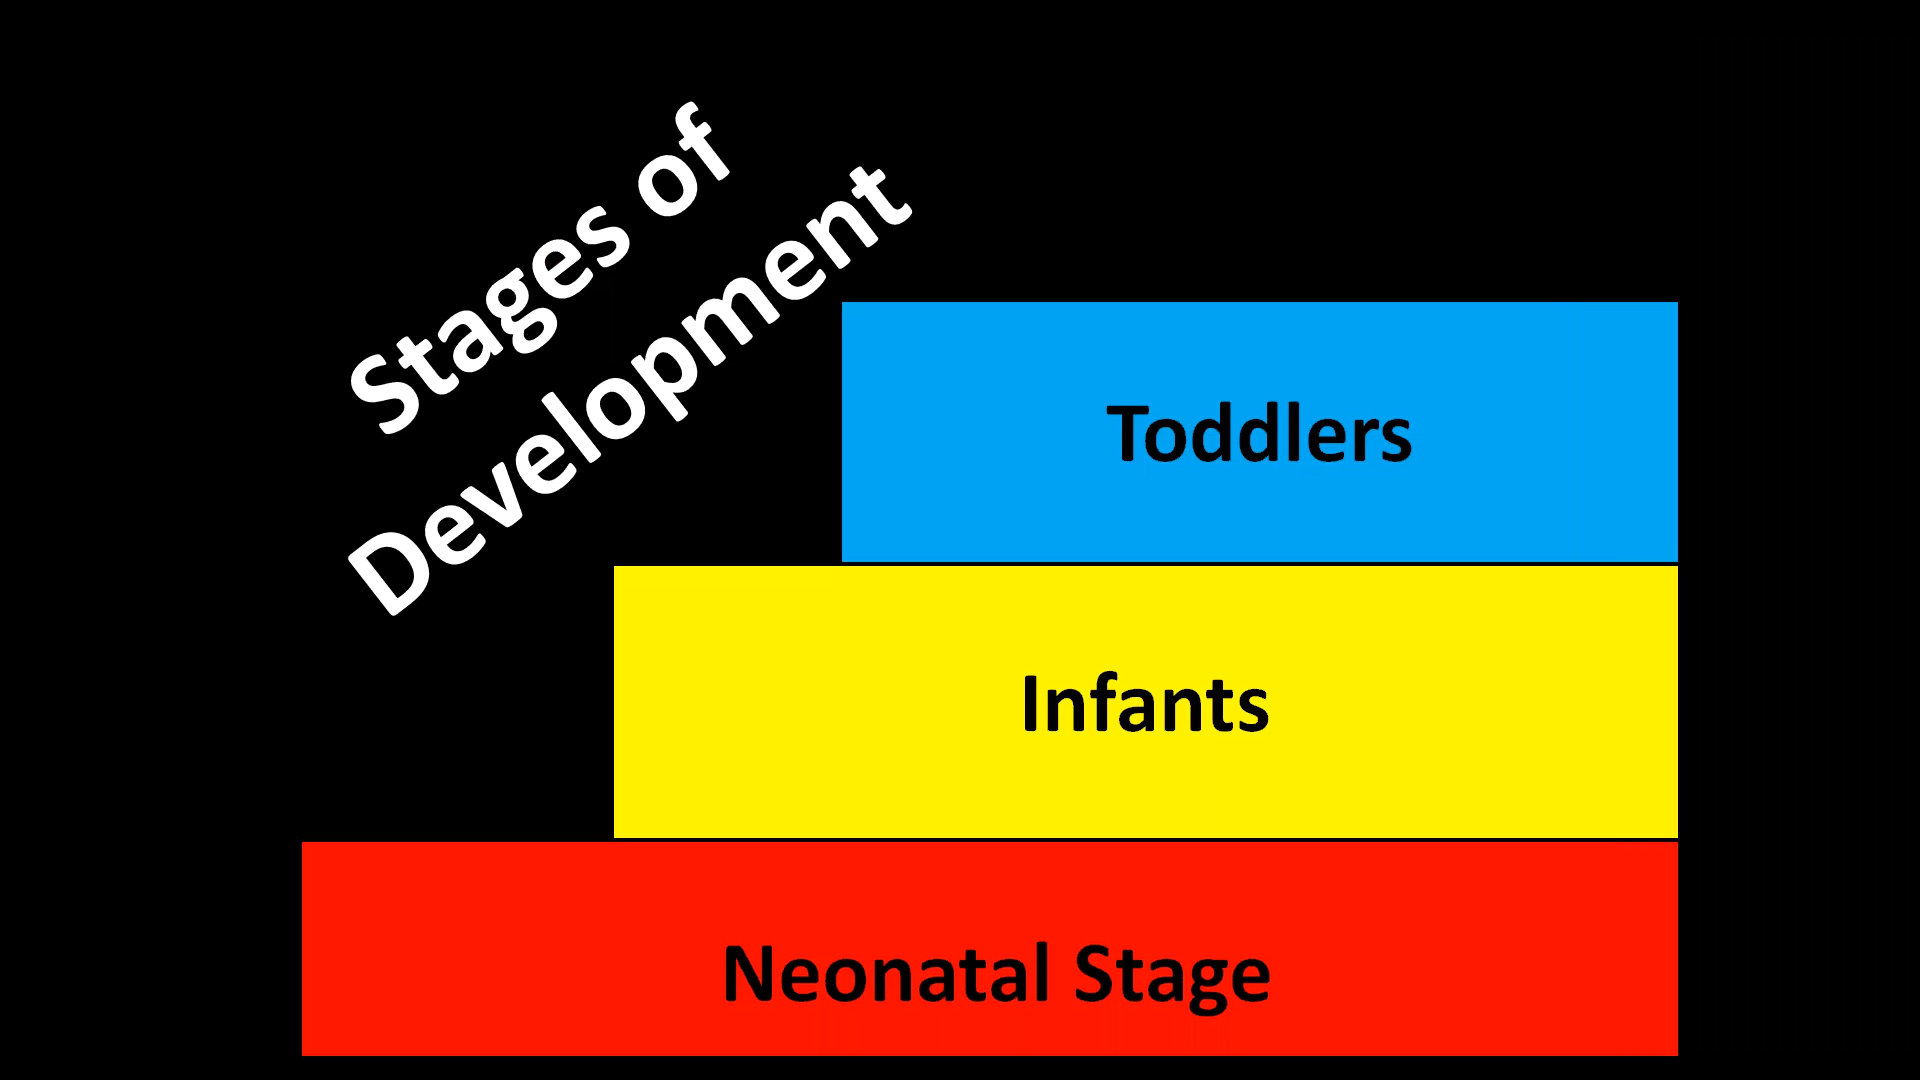 Stages of
Development
Toddlers
Infants
Neonatal Stage